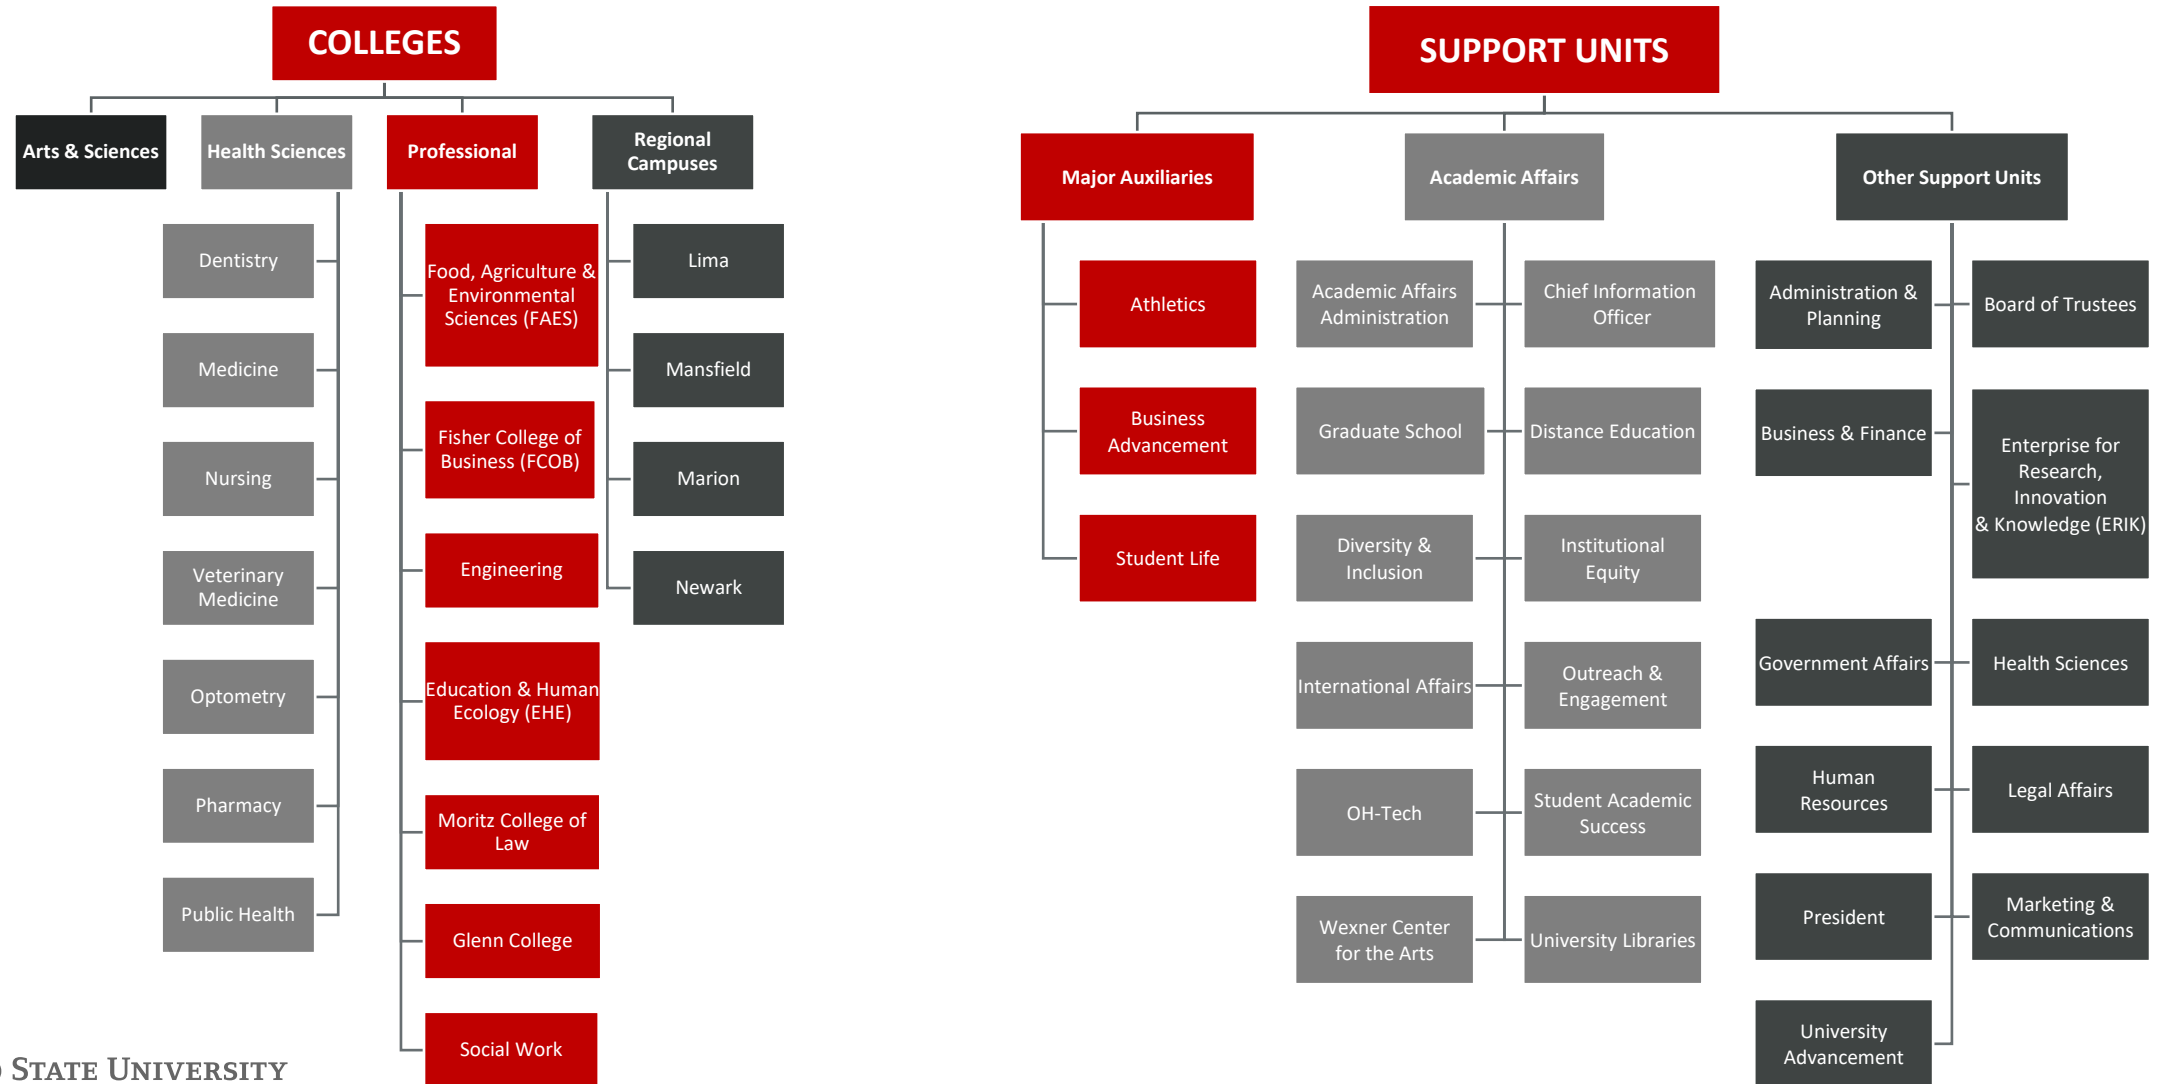 COLLEGES
Arts & Sciences
Health Sciences
Dentistry
Medicine
Nursing
Veterinary
Medicine
Optometry
Pharmacy
Public Health
Professional
Food, Agriculture &
Environmental
Sciences (FAES)
Fisher College of
Business (FCOB)
Engineering
Education & Human
Ecology (EHE)
Moritz College of
Law
Glenn College
Social Work
Regional
Campuses
Lima
Mansfield
Marion
Newark
SUPPORT UNITS
Major Auxiliaries
Athletics
Business
Advancement
Student Life
Academic Affairs
Academic Affairs
Administration
Chief Information
Officer
Graduate School
Distance Education
Diversity &
Inclusion
Institutional
Equity
International Affairs
Outreach &
Engagement
OH-Tech
Student Academic
Success
Wexner Center
for the Arts
University Libraries
Other Support Units
Administration &
Planning
Board of Trustees
Business & Finance
Enterprise for
Research,
Innovation
& Knowledge (ERIK)
Government Affairs
Health Sciences
Human
Resources
Legal Affairs
President
Marketing &
Communications
University
Advancement
STATE UNIVERSITY